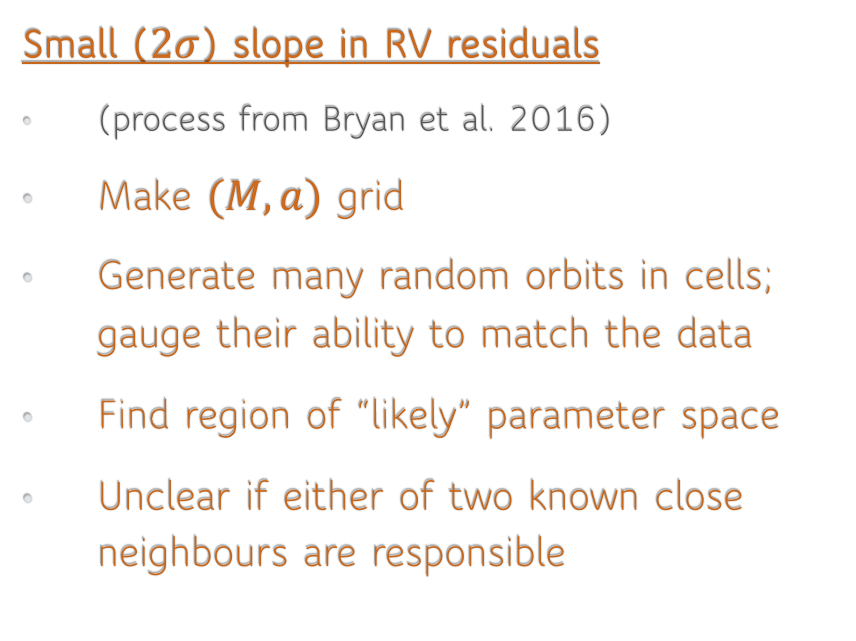 Small (2σ) slope in RV residuals
• (process from Bryan et al. 2016)
• Make (M, a) grid
• Generate many random orbits in cells;
gauge their ability to match the data
• Find region of “likely” parameter space
• Unclear if either of two known close
neighbours are responsible